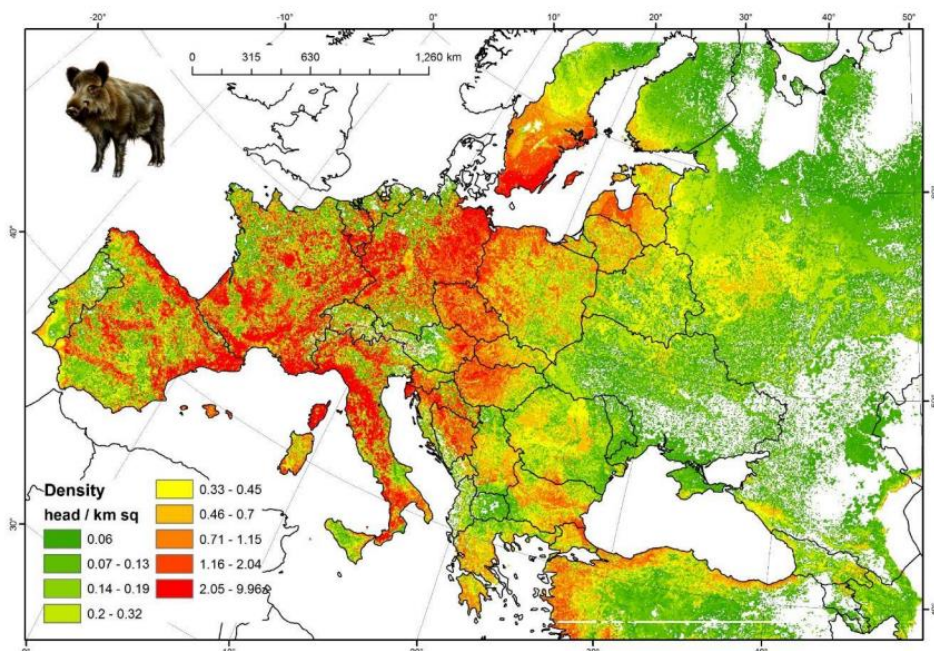 -20° -10° 0° 10° 20° 30° 40° 50°
0 315 630 1,260 km
40°
30°
Density
head / km sq
0.06
0.07 - 0.13
0.14 - 0.19
0.2 - 0.32
0.33 - 0.45
0.46 - 0.7
0.71 - 1.15
1.16 - 2.04
2.05 - 9.96